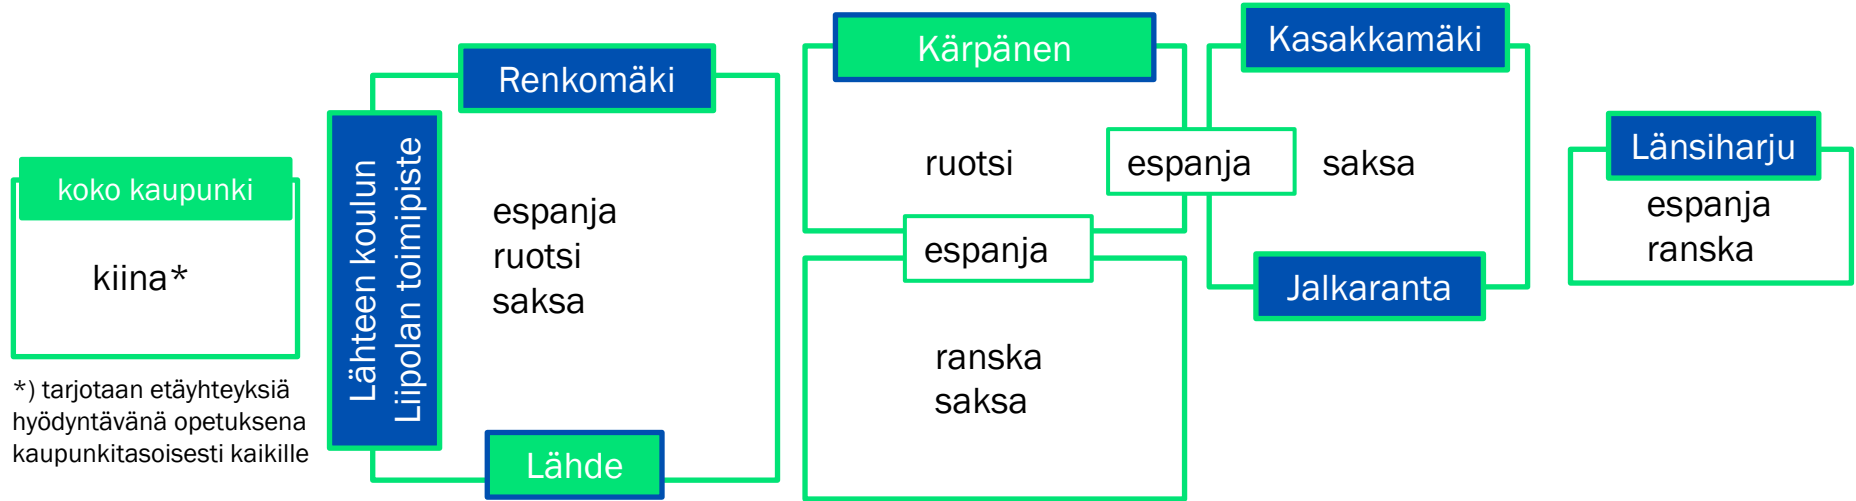 koko kaupunki
kiina*
*) tarjotaan etäyhteyksiä
hyödyntävänä opetuksena
kaupunkitasoisesti kaikille
Lähteen koulun
Liipolan toimipiste
Renkomäki
espanja
ruotsi
saksa
Lähde
Kärpänen
ruotsi
espanja
espanja
ranska
saksa
Kasakkamäki
saksa
Jalkaranta
Länsiharju
espanja
ranska